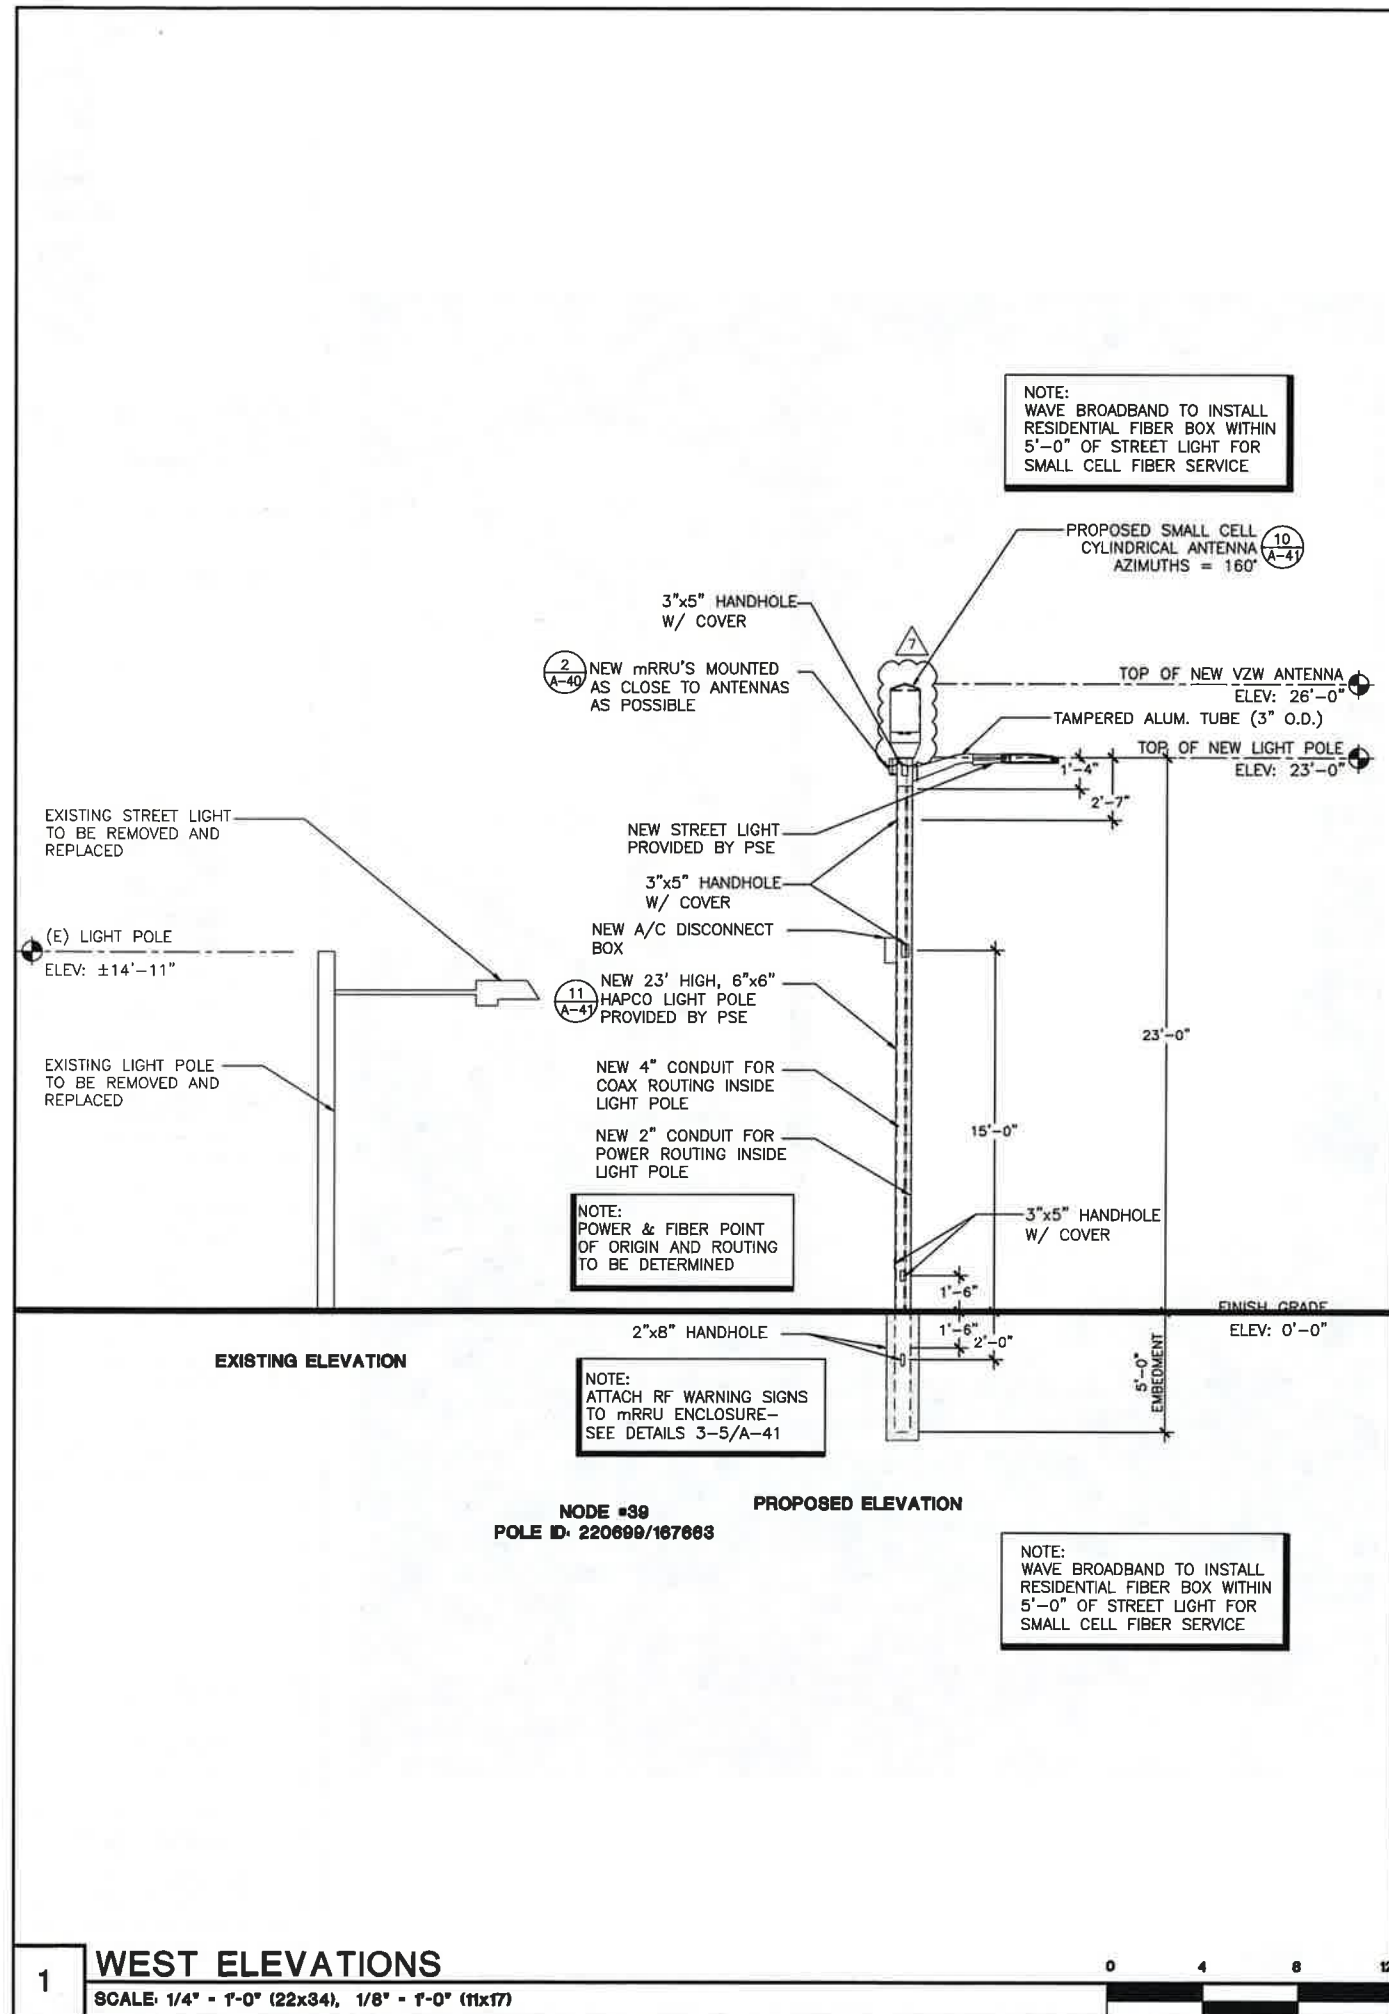 NOTE:
WAVE BROADBAND TO INSTALL
RESIDENTIAL FIBER BOX WITHIN
5'-0" OF STREET LIGHT FOR
SMALL CELL FIBER SERVICE
PROPOSED SMALL CELL
CYLINDRICAL ANTENNA
AZIMUTHS = 160°
10
A-41
3"x5" HANDHOLE
W/ COVER
7
2
A-40
NEW mRRU'S MOUNTED
AS CLOSE TO ANTENNAS
AS POSSIBLE
TOP OF NEW VZW ANTENNA
ELEV: 26'-0"
TAMPERED ALUM. TUBE (3" O.D.)
TOP OF NEW LIGHT POLE
ELEV: 23'-0"
1'-4"
2'-7"
EXISTING STREET LIGHT
TO BE REMOVED AND
REPLACED
NEW STREET LIGHT
PROVIDED BY PSE
3"x5" HANDHOLE
W/ COVER
NEW A/C DISCONNECT
BOX
(E) LIGHT POLE
ELEV: ±14'-11"
11
A-41
NEW 23' HIGH, 6"x6"
HAPCO LIGHT POLE
PROVIDED BY PSE
23'-0"
EXISTING LIGHT POLE
TO BE REMOVED AND
REPLACED
NEW 4" CONDUIT FOR
COAX ROUTING INSIDE
LIGHT POLE
15'-0"
NEW 2" CONDUIT FOR
POWER ROUTING INSIDE
LIGHT POLE
NOTE:
POWER & FIBER POINT
OF ORIGIN AND ROUTING
TO BE DETERMINED
3"x5" HANDHOLE
W/ COVER
1'-6"
FINISH GRADE
ELEV: 0'-0"
2"x8" HANDHOLE
1'-6"
2'-0"
5'-0"
EMBEDMENT
EXISTING ELEVATION
NOTE:
ATTACH RF WARNING SIGNS
TO mRRU ENCLOSURE-
SEE DETAILS 3-5/A-41
PROPOSED ELEVATION
NODE #39
POLE ID: 220699/167663
NOTE:
WAVE BROADBAND TO INSTALL
RESIDENTIAL FIBER BOX WITHIN
5'-0" OF STREET LIGHT FOR
SMALL CELL FIBER SERVICE
1
WEST ELEVATIONS
SCALE: 1/4" = 1'-0" (22x34), 1/8" = 1'-0" (11x17)
0 4 8 12